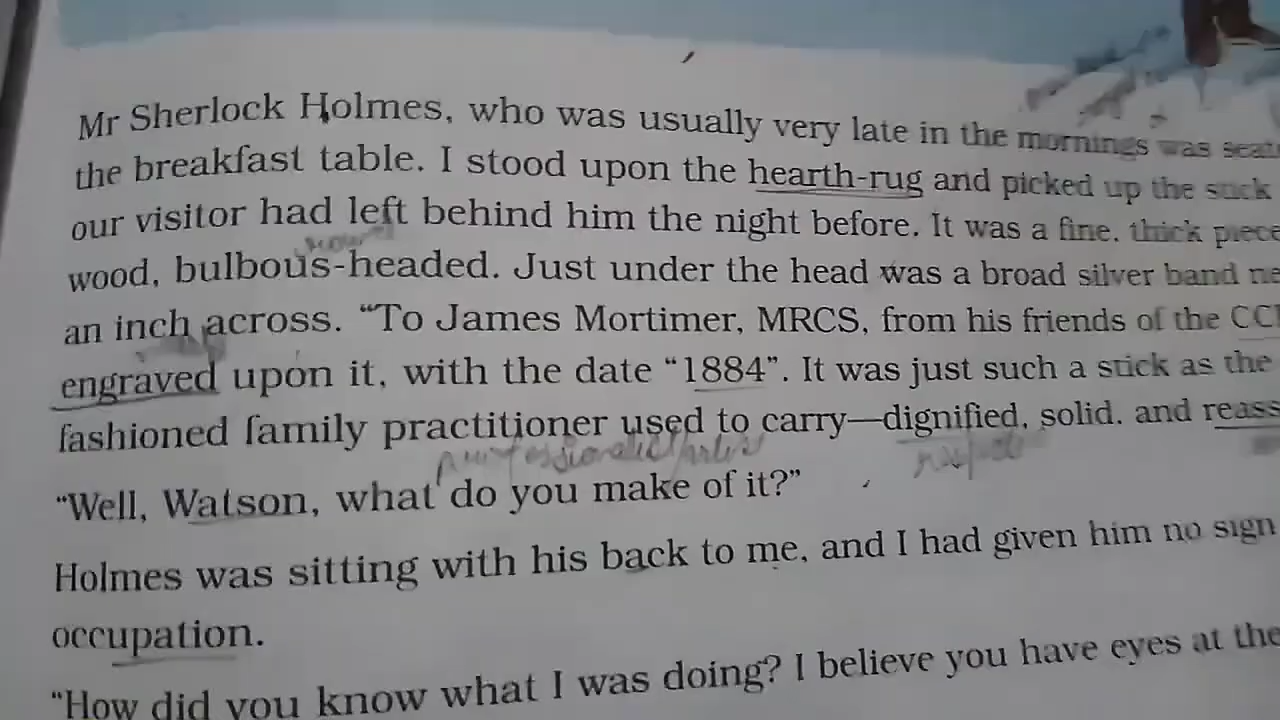 Mr Sherlock Holmes, who was usually very late in the mornings was
the breakfast table. I stood upon the hearth-rug and picked up the stick
our visitor had left behind him the night before. It was a fine, thick piece
wood, bulbous-headed. Just under the head was a broad silver band
an inch across. “To James Mortimer, MRCS, from his friends of the
engraved upon it, with the date “1884”. It was just such a stick as the
fashioned family practitioner used to carry—dignified, solid, and
“Well, Watson, what do you make of it?”
Holmes was sitting with his back to me, and I had given him no sign
occupation.
“How did you know what I was doing? I believe you have eyes at the